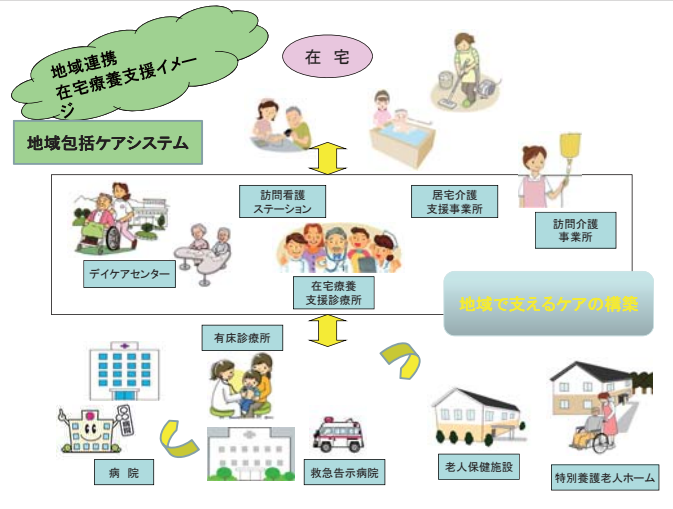 地域連携
在宅療養支援イメー
ジ
在　宅
地域包括ケアシステム
訪問看護
ステーション
居宅介護
支援事業所
訪問介護
事業所
デイケアセンター
在宅療養
支援診療所
地域で支えるケアの構築
有床診療所
病　院
救急告示病院
老人保健施設
特別養護老人ホーム